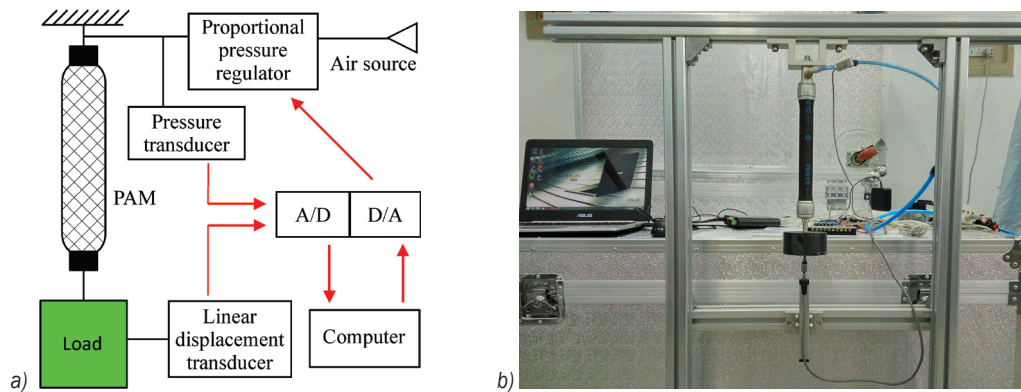 Proportional
pressure
regulator
Air source
Pressure
transducer
PAM
A/D
D/A
Load
Linear
displacement
transducer
Computer
a)
b)
ASUS